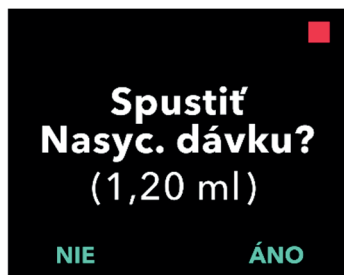 Spustiť
Nasyc. dávku?
(1,20 ml)
NIE ÁNO